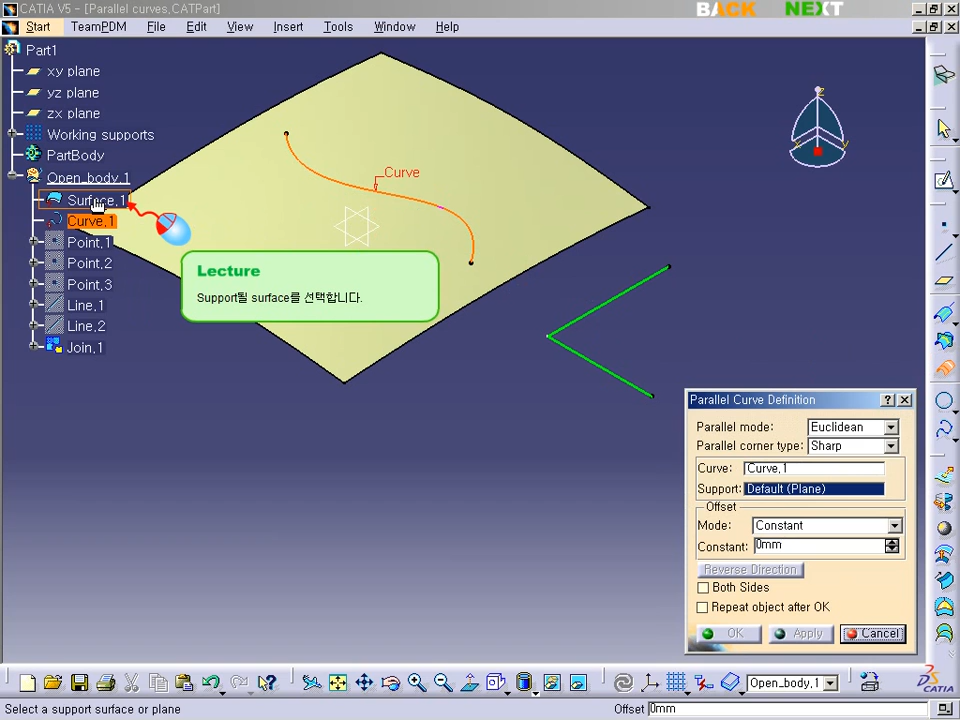 CATIA V5 - [Parallel curves.CATPart]
BACK
NEXT
Start
TeamPDM
File
Edit
View
Insert
Tools
Window
Help
Part1
xy plane
yz plane
zx plane
Working supports
PartBody
Open_body.1
Surface.1
Curve.1
Point.1
Point.2
Point.3
Line.1
Line.2
Join.1
Curve
z
y
Lecture
Support될 surface를 선택합니다.
Parallel Curve Definition
Parallel mode: Euclidean
Parallel corner type: Sharp
Curve: Curve.1
Support: Default (Plane)
Offset
Mode: Constant
Constant: 0mm
Reverse Direction
Both Sides
Repeat object after OK
OK
Apply
Cancel
Open_body.1
CATIA
Select a support surface or plane
Offset 0mm